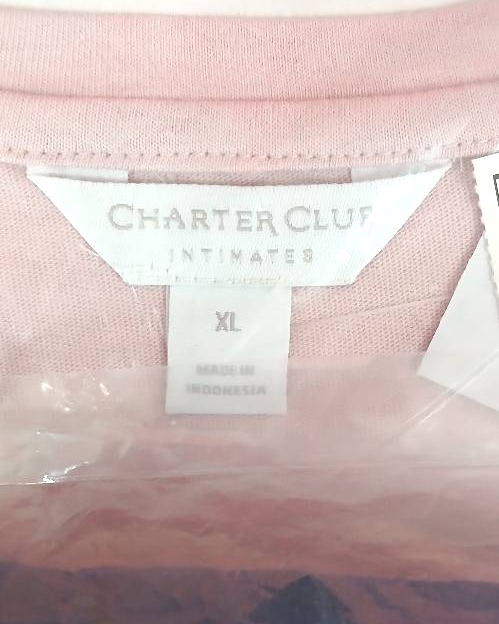 CHARTER CLUB
INTIMATES
XL
MADE IN
INDONESIA